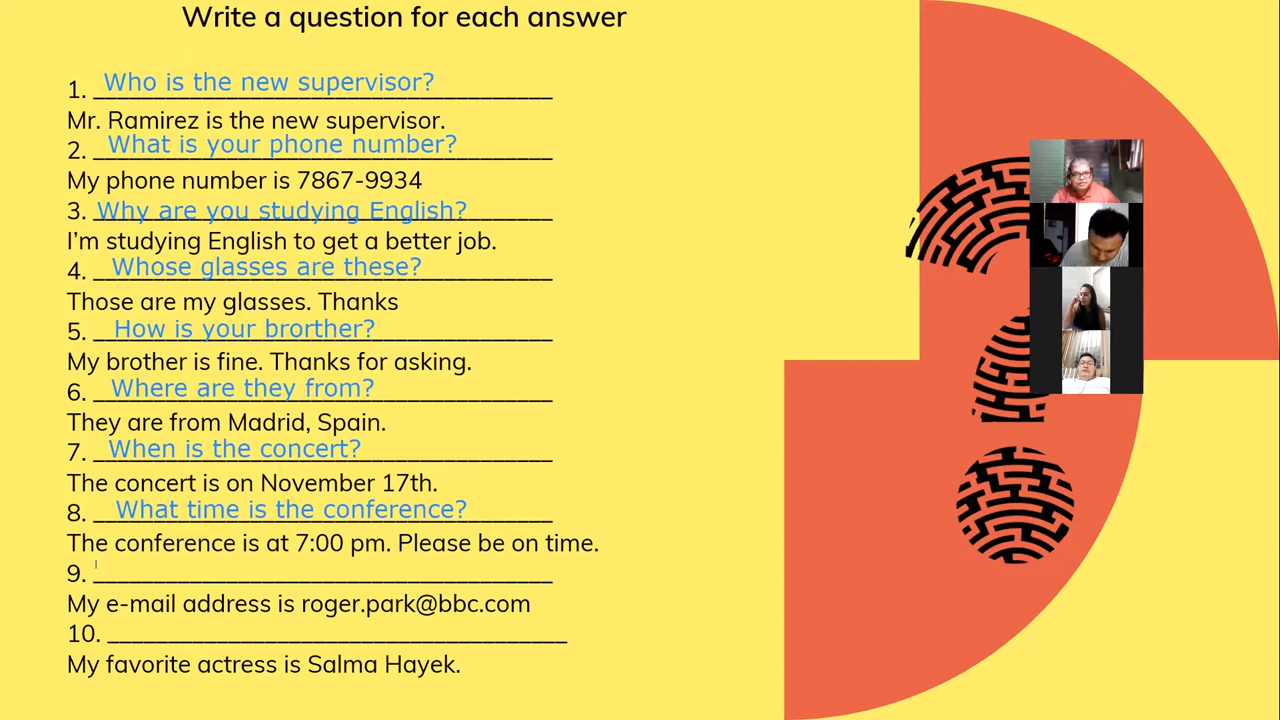 Write a question for each answer
1. Who is the new supervisor?
Mr. Ramirez is the new supervisor.
2. What is your phone number?
My phone number is 7867-9934
3. Why are you studying English?
I’m studying English to get a better job.
4. Whose glasses are these?
Those are my glasses. Thanks
5. How is your brorther?
My brother is fine. Thanks for asking.
6. Where are they from?
They are from Madrid, Spain.
7. When is the concert?
The concert is on November 17th.
8. What time is the conference?
The conference is at 7:00 pm. Please be on time.
9. ______________________________________
My e-mail address is roger.park@bbc.com
10. ______________________________________
My favorite actress is Salma Hayek.